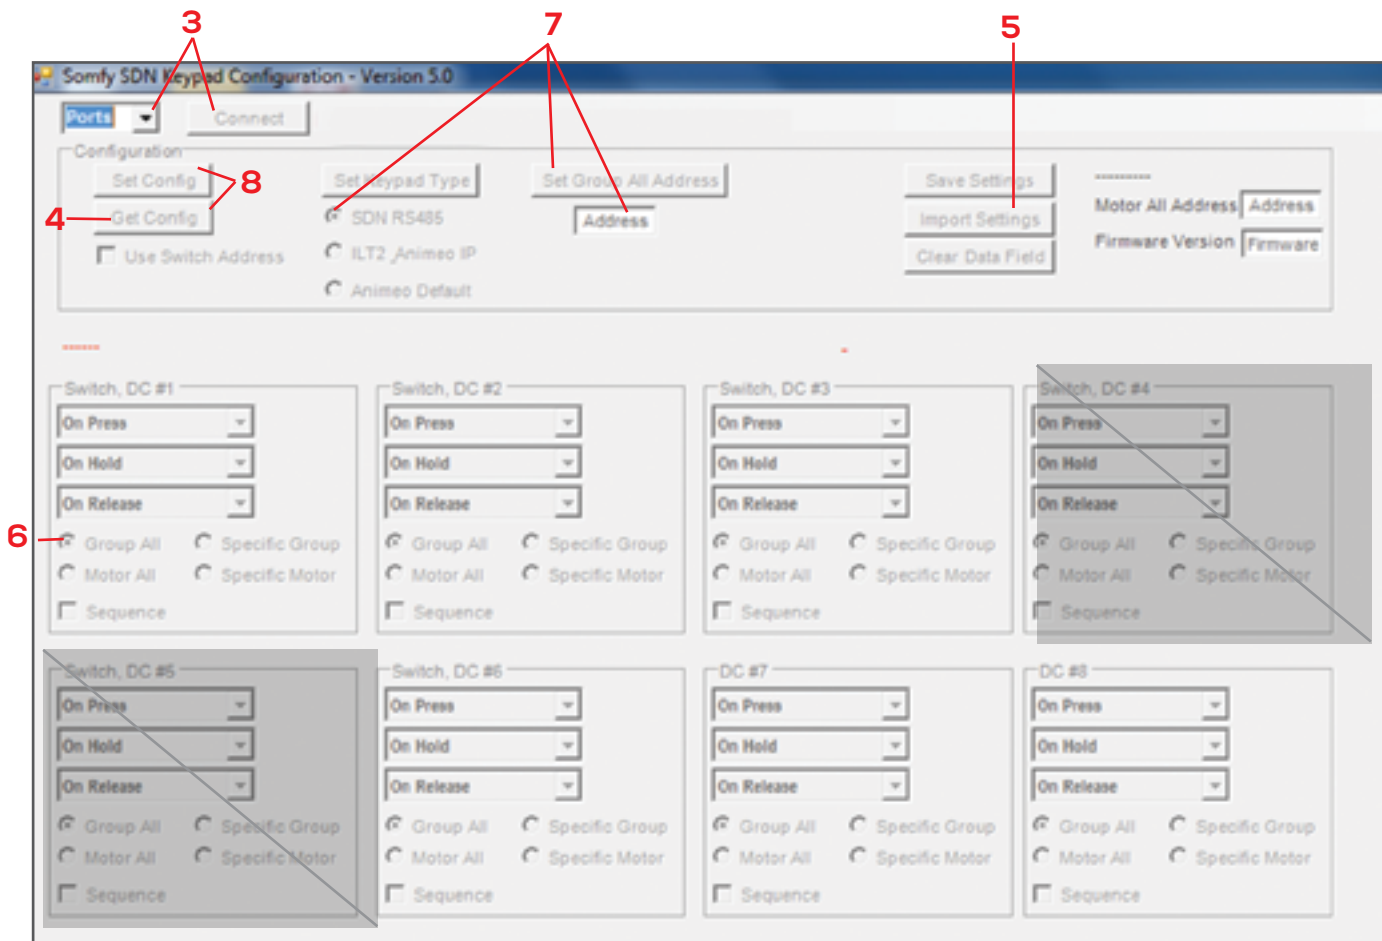 3 7 5
Somfy SDN Keypad Configuration - Version 5.0
Ports Connect
Configuration
Set Config 8 Set Keypad Type Set Group All Address Save Settings ----------
4 Get Config SDN RS485 Address Import Settings Motor All Address Address
Use Switch Address ILT2 ,Animeo IP Clear Data Field Firmware Version Firmware
Animeo Default
------ -
Switch, DC #1 Switch, DC #2 Switch, DC #3 Switch, DC #4
On Press On Press On Press On Press
On Hold On Hold On Hold On Hold
On Release On Release On Release On Release
6 Group All Specific Group Group All Specific Group Group All Specific Group Group All Specific Group
Motor All Specific Motor Motor All Specific Motor Motor All Specific Motor Motor All Specific Motor
Sequence Sequence Sequence Sequence
Switch, DC #5 Switch, DC #6 DC #7 DC #8
On Press On Press On Press On Press
On Hold On Hold On Hold On Hold
On Release On Release On Release On Release
Group All Specific Group Group All Specific Group Group All Specific Group Group All Specific Group
Motor All Specific Motor Motor All Specific Motor Motor All Specific Motor Motor All Specific Motor
Sequence Sequence Sequence Sequence